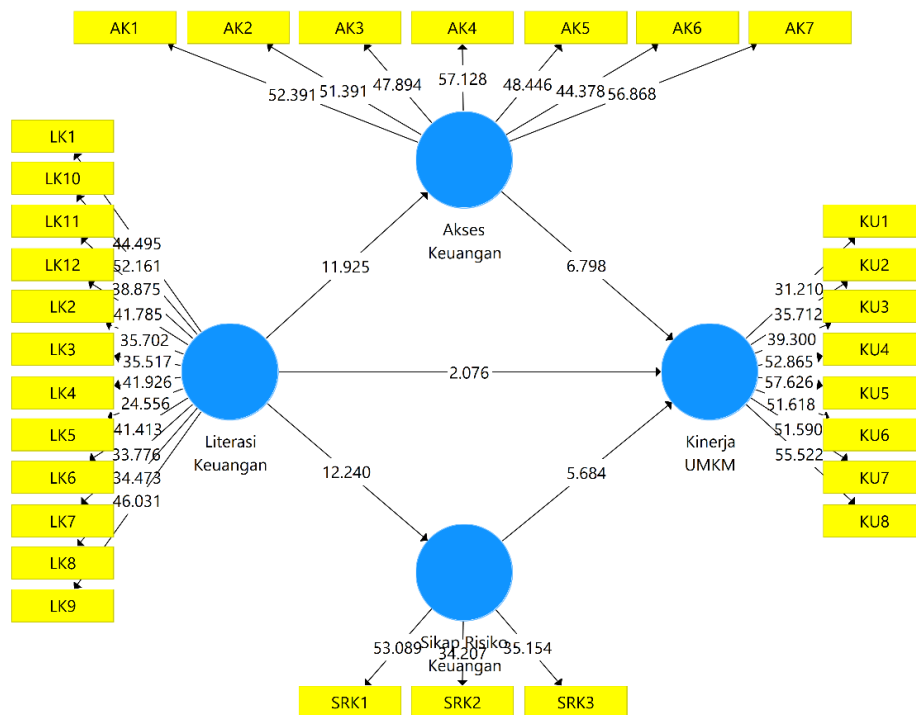 AK1 AK2 AK3 AK4 AK5 AK6 AK7
52.391 51.391 47.894 57.128 48.446 44.378 56.868
LK1
LK10
LK11
LK12
LK2
LK3
LK4
LK5
LK6
LK7
LK8
LK9
44.495
52.161
38.875
41.785
35.702
35.517
41.926
24.556
41.413
33.776
34.473
46.031
Akses
Keuangan
11.925
6.798
Literasi
Keuangan
2.076
Kinerja
UMKM
12.240
5.684
KU1
KU2
KU3
KU4
KU5
KU6
KU7
KU8
31.210
35.712
39.300
52.865
57.626
51.618
51.590
55.522
Sikap Risiko
Keuangan
53.089 34.207 35.154
SRK1 SRK2 SRK3